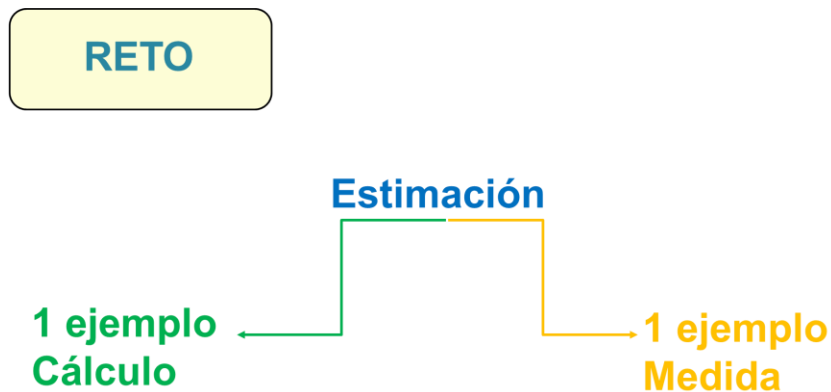 RETO
Estimación
1 ejemplo
Cálculo
1 ejemplo
Medida